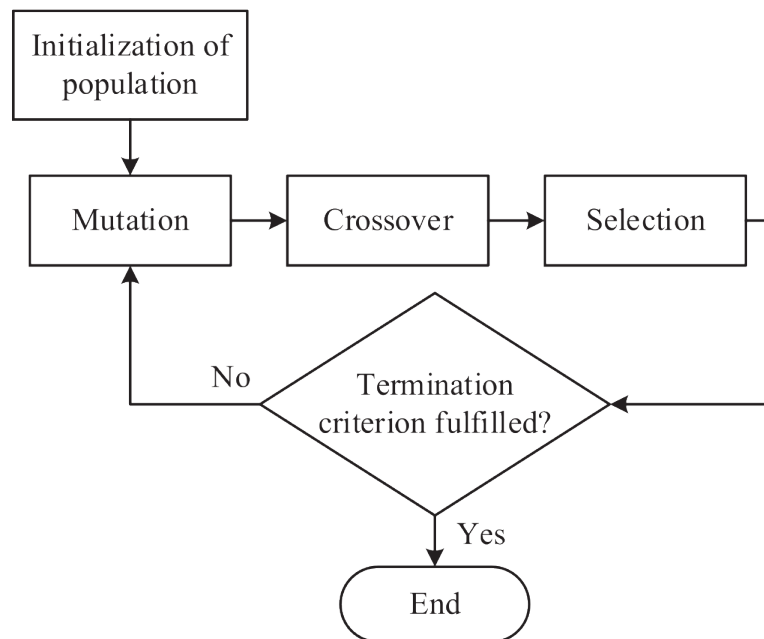 Initialization of
population
Mutation
Crossover
Selection
No
Termination
criterion fulfilled?
Yes
End